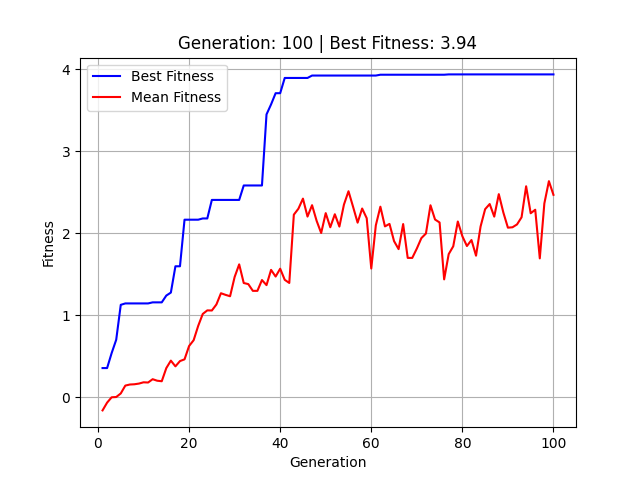 Generation: 100 | Best Fitness: 3.94
Best Fitness
Mean Fitness
4
3
2
1
0
Fitness
0 20 40 60 80 100
Generation